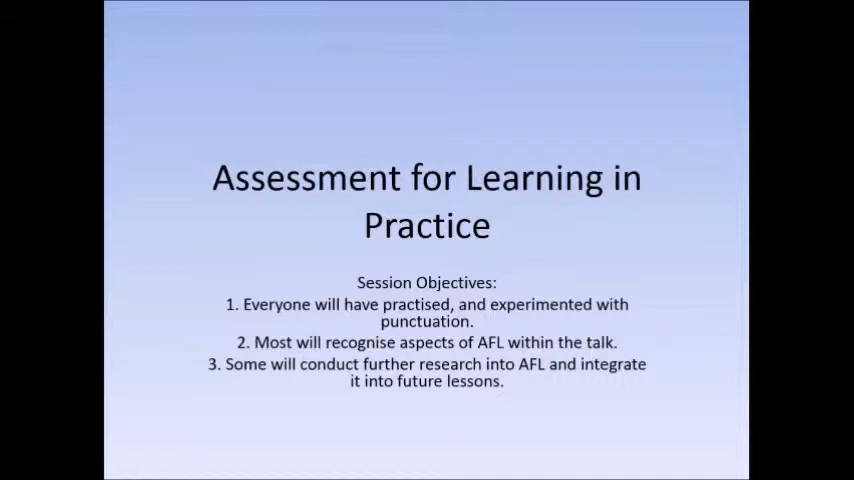 Assessment for Learning in
Practice
Session Objectives:
1. Everyone will have practised, and experimented with
punctuation.
2. Most will recognise aspects of AFL within the talk.
3. Some will conduct further research into AFL and integrate
it into future lessons.